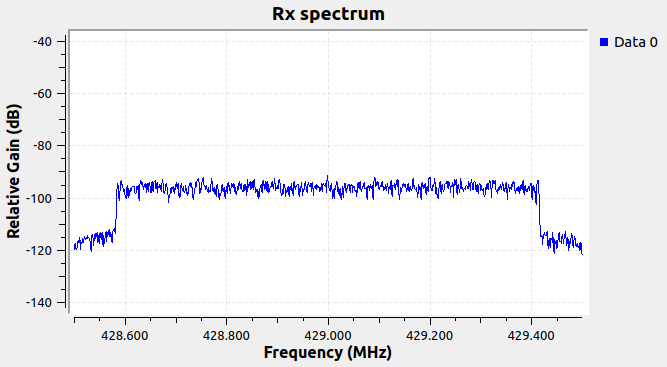 Rx spectrum
Data 0
Relative Gain (dB)
-40
-60
-80
-100
-120
-140
428.600 428.800 429.000 429.200 429.400
Frequency (MHz)